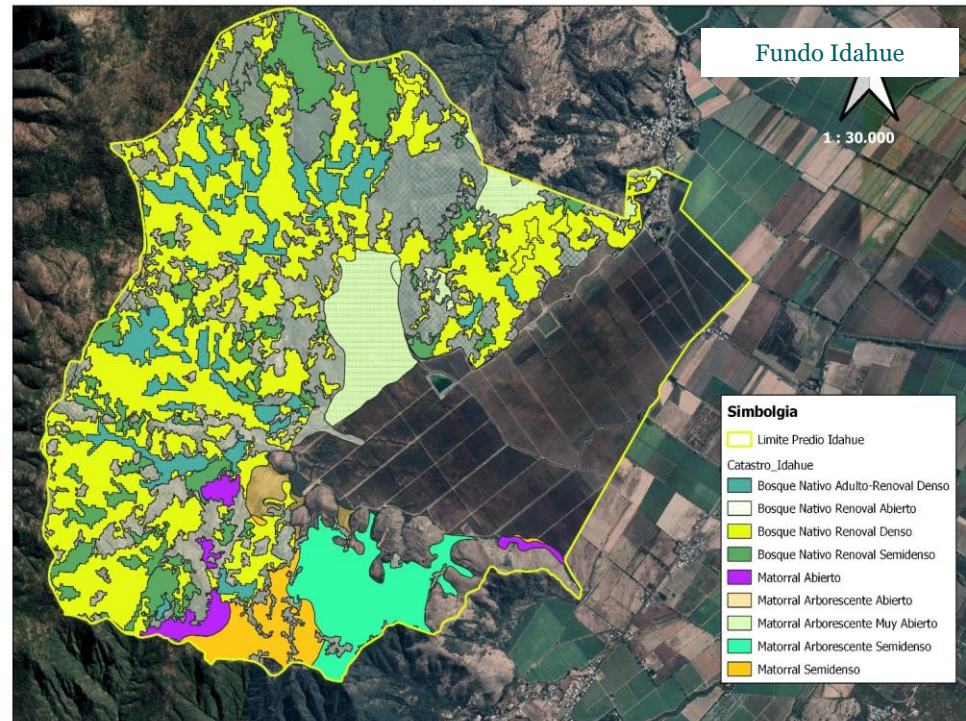 Fundo Idahue
1 : 30.000
Simbolgia
Limite Predio Idahue
Catastro_Idahue
Bosque Nativo Adulto-Renoval Denso
Bosque Nativo Renoval Abierto
Bosque Nativo Renoval Denso
Bosque Nativo Renoval Semidenso
Matorral Abierto
Matorral Arborescente Abierto
Matorral Arborescente Muy Abierto
Matorral Arborescente Semidenso
Matorral Semidenso